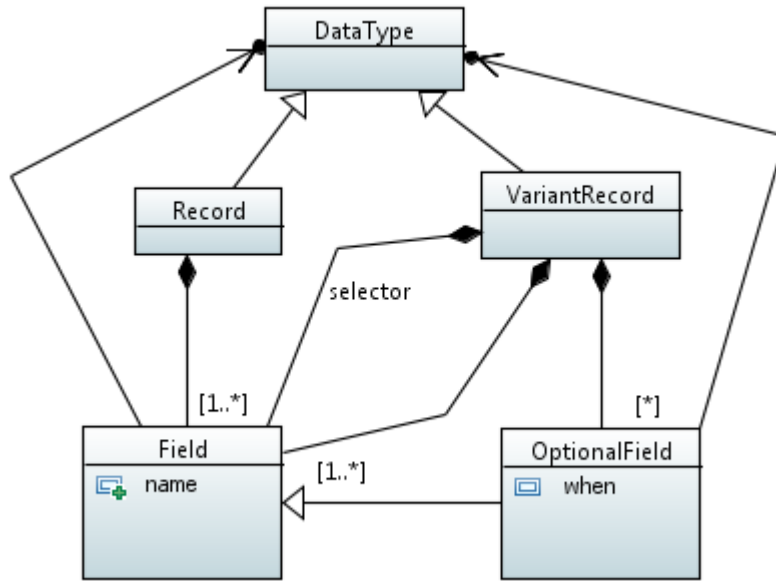 DataType
Record
VariantRecord
selector
[1..*]
[*]
Field
OptionalField
name
[1..*]
when